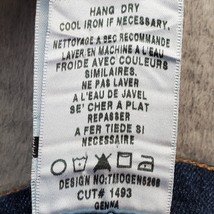 HANG DRY
COOL IRON IF NECESSARY.
NETTOYAGE A SEC RECOMMANDE
LAVER EN MACHINE A L'EAU
FROIDE AVEC COULEURS
SIMILAIRES.
NE PAS LAVER
A L'EAU DE JAVEL
SE'CHER A PLAT
REPASSER
A FER TIEDE SI
NECESSAIRE
DESIGN NO:TMOGENS266
CUT# 1493
GENNA